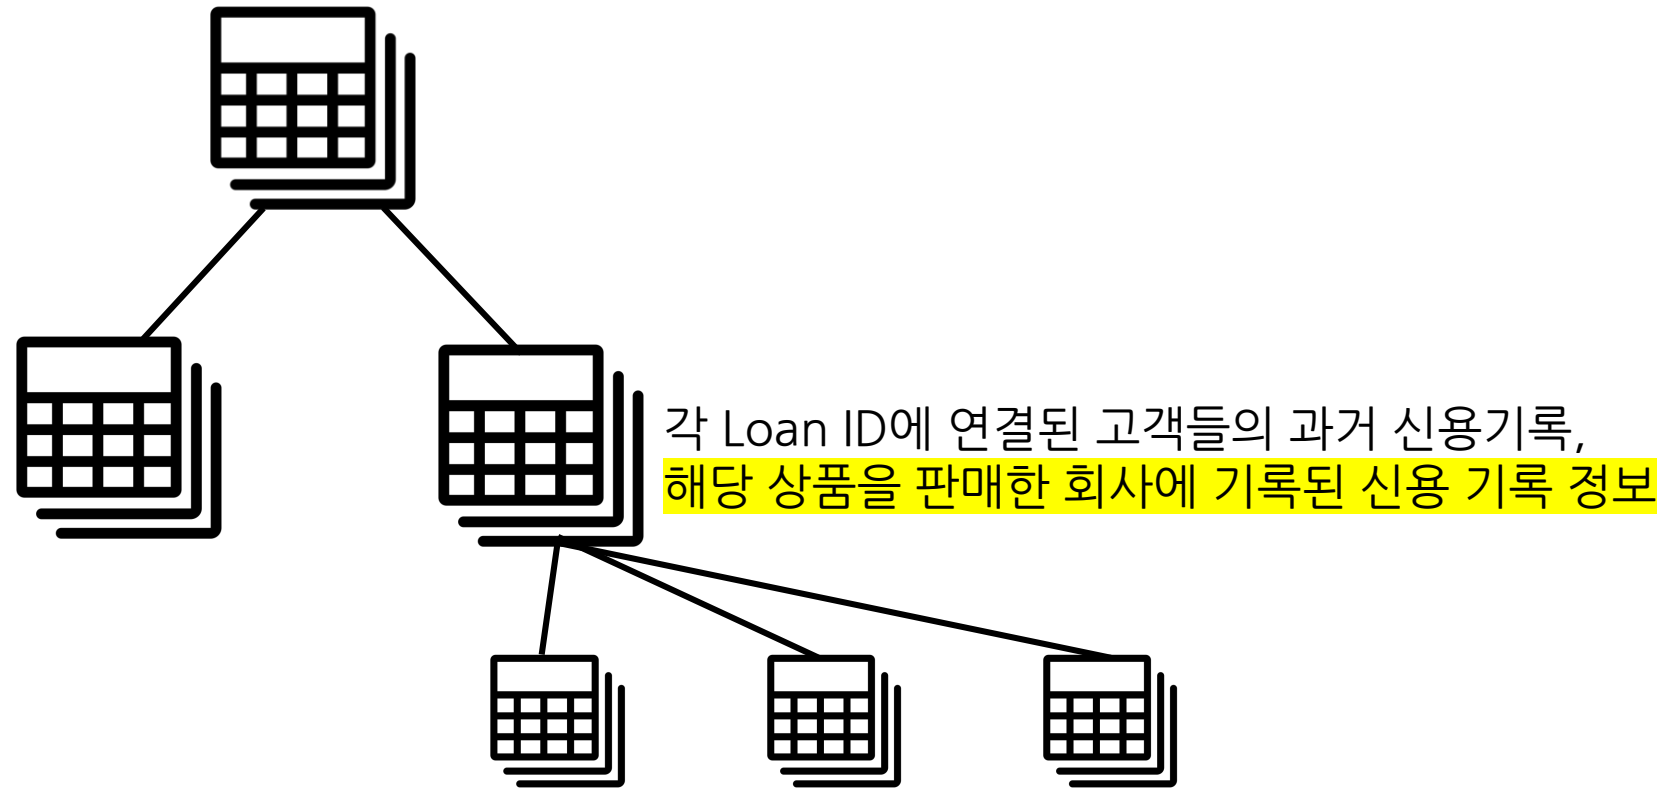 각 Loan ID에 연결된 고객들의 과거 신용기록,
해당 상품을 판매한 회사에 기록된 신용 기록 정보